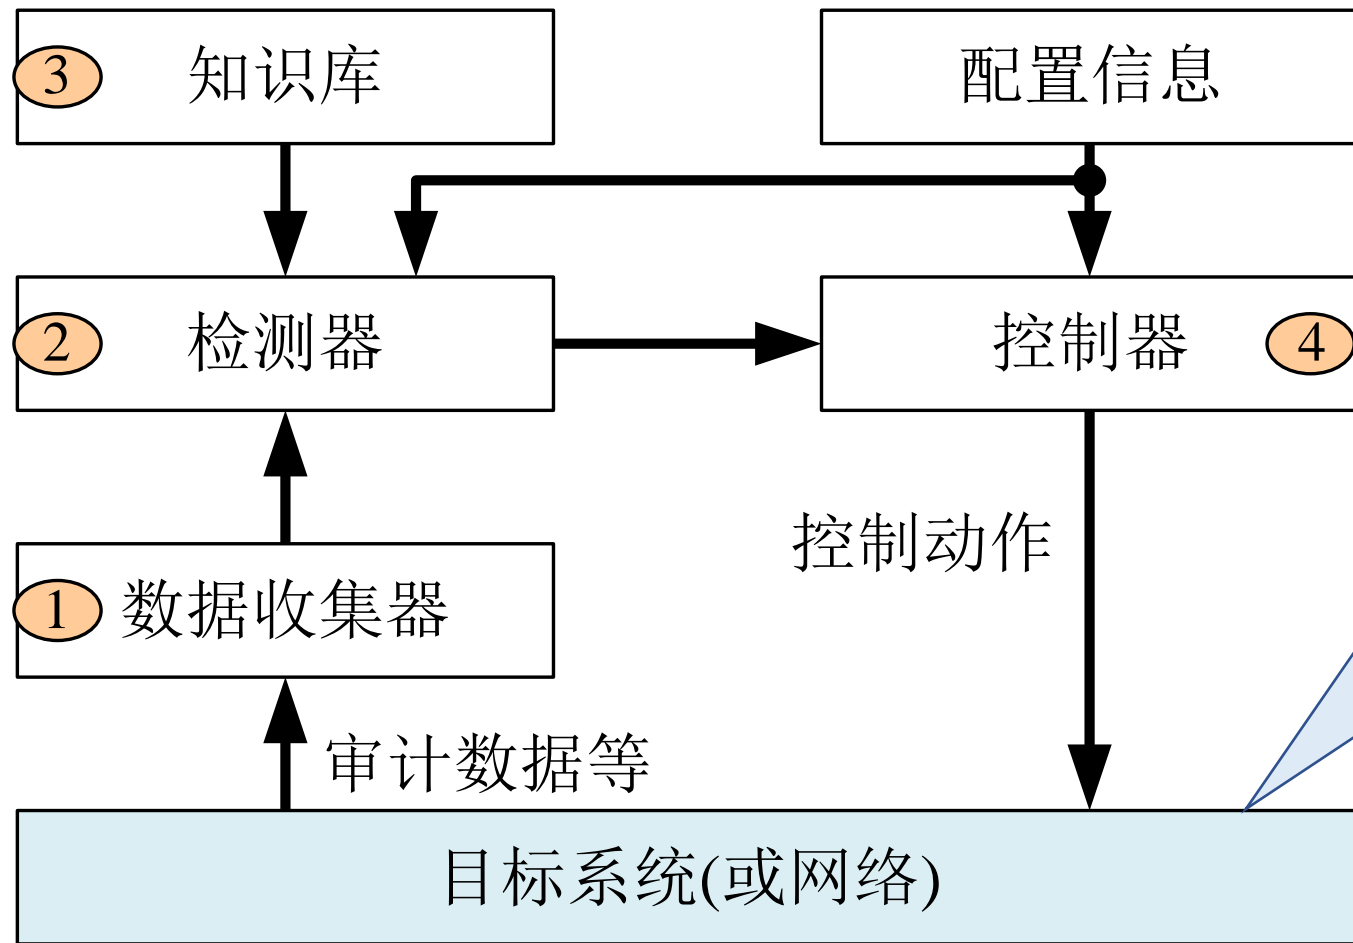 3 知识库
配置信息
2 检测器
控制器 4
控制动作
1 数据收集器
审计数据等
目标系统(或网络)